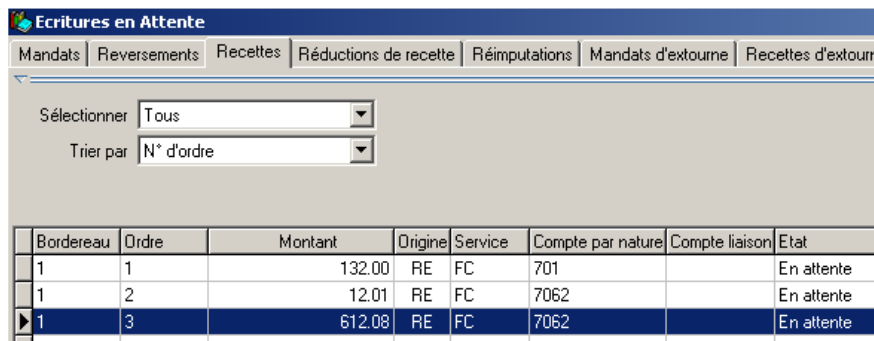 Ecritures en Attente
Mandats Reversements Recettes Réductions de recette Réimputations Mandats d'extourne Recettes d'extourn
Sélectionner Tous
Trier par N° d'ordre
Bordereau Ordre Montant Origine Service Compte par nature Compte liaison Etat
1 1 132.00 RE FC 701 En attente
1 2 12.01 RE FC 7062 En attente
1 3 612.08 RE FC 7062 En attente